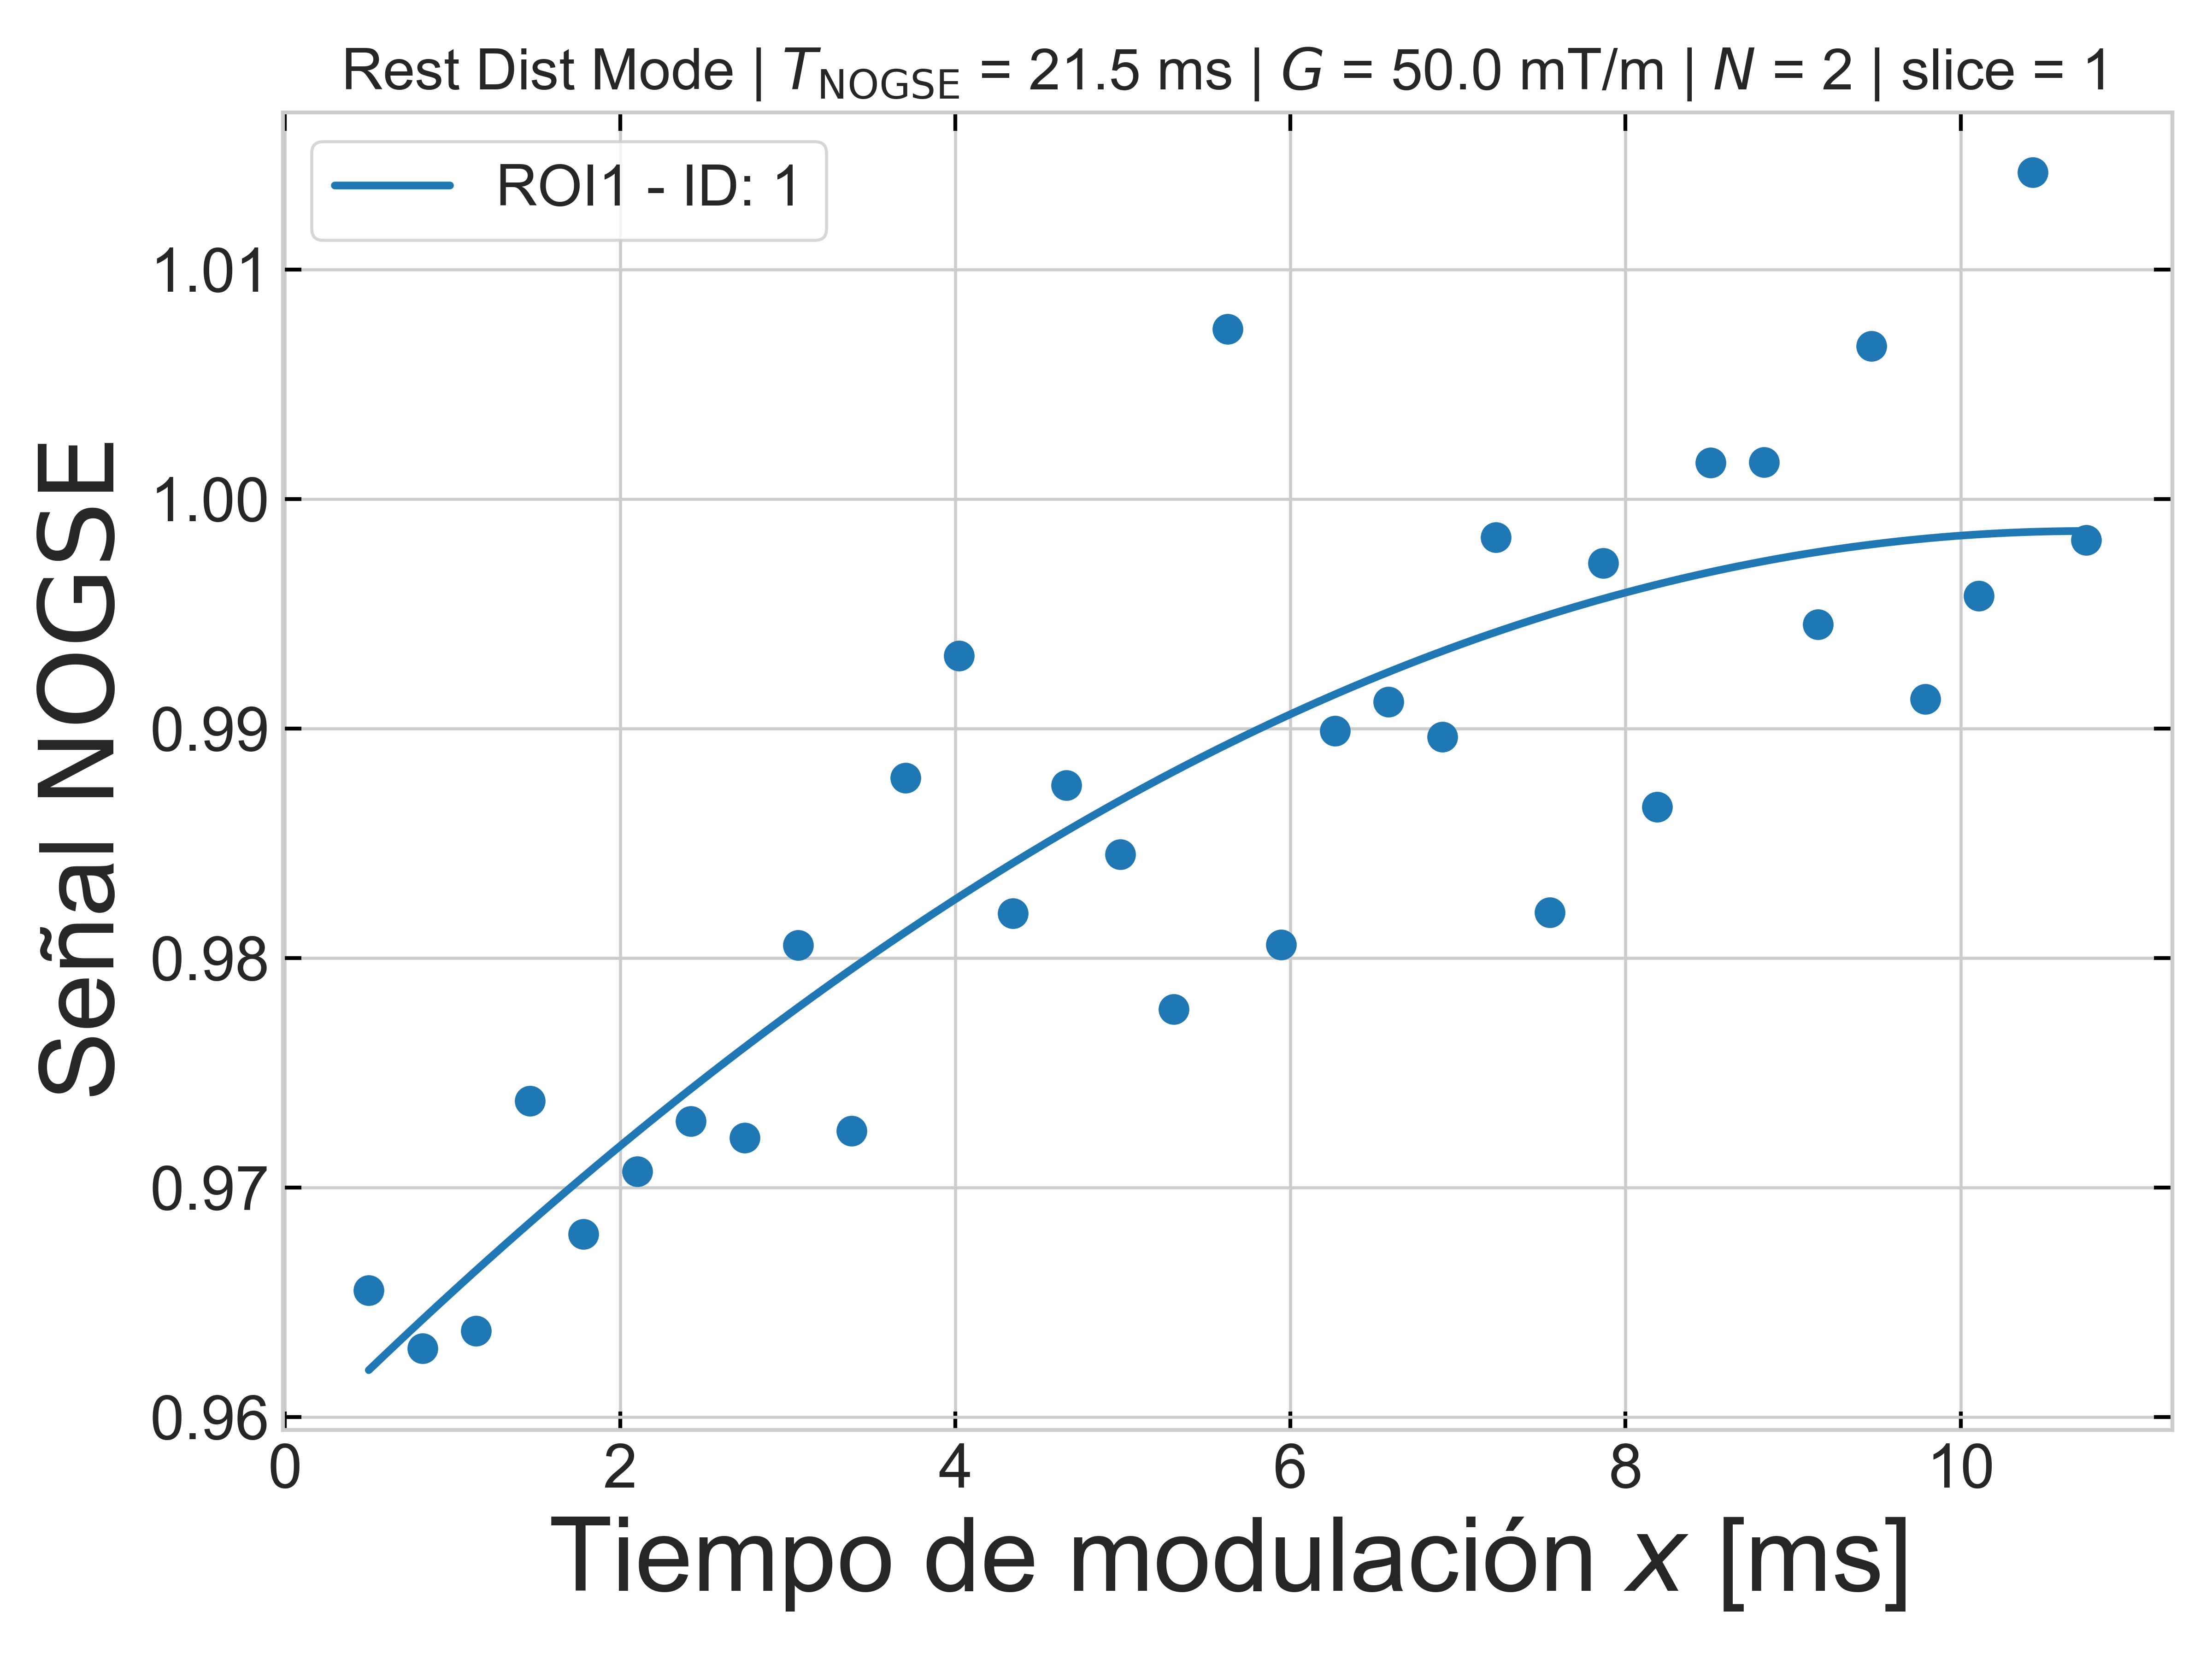 Rest Dist Mode | T_NOGSE = 21.5 ms | G = 50.0 mT/m | N = 2 | slice = 1
ROI1 - ID: 1
Señal NOGSE
1.01
1.00
0.99
0.98
0.97
0.96
0 2 4 6 8 10
Tiempo de modulación x [ms]